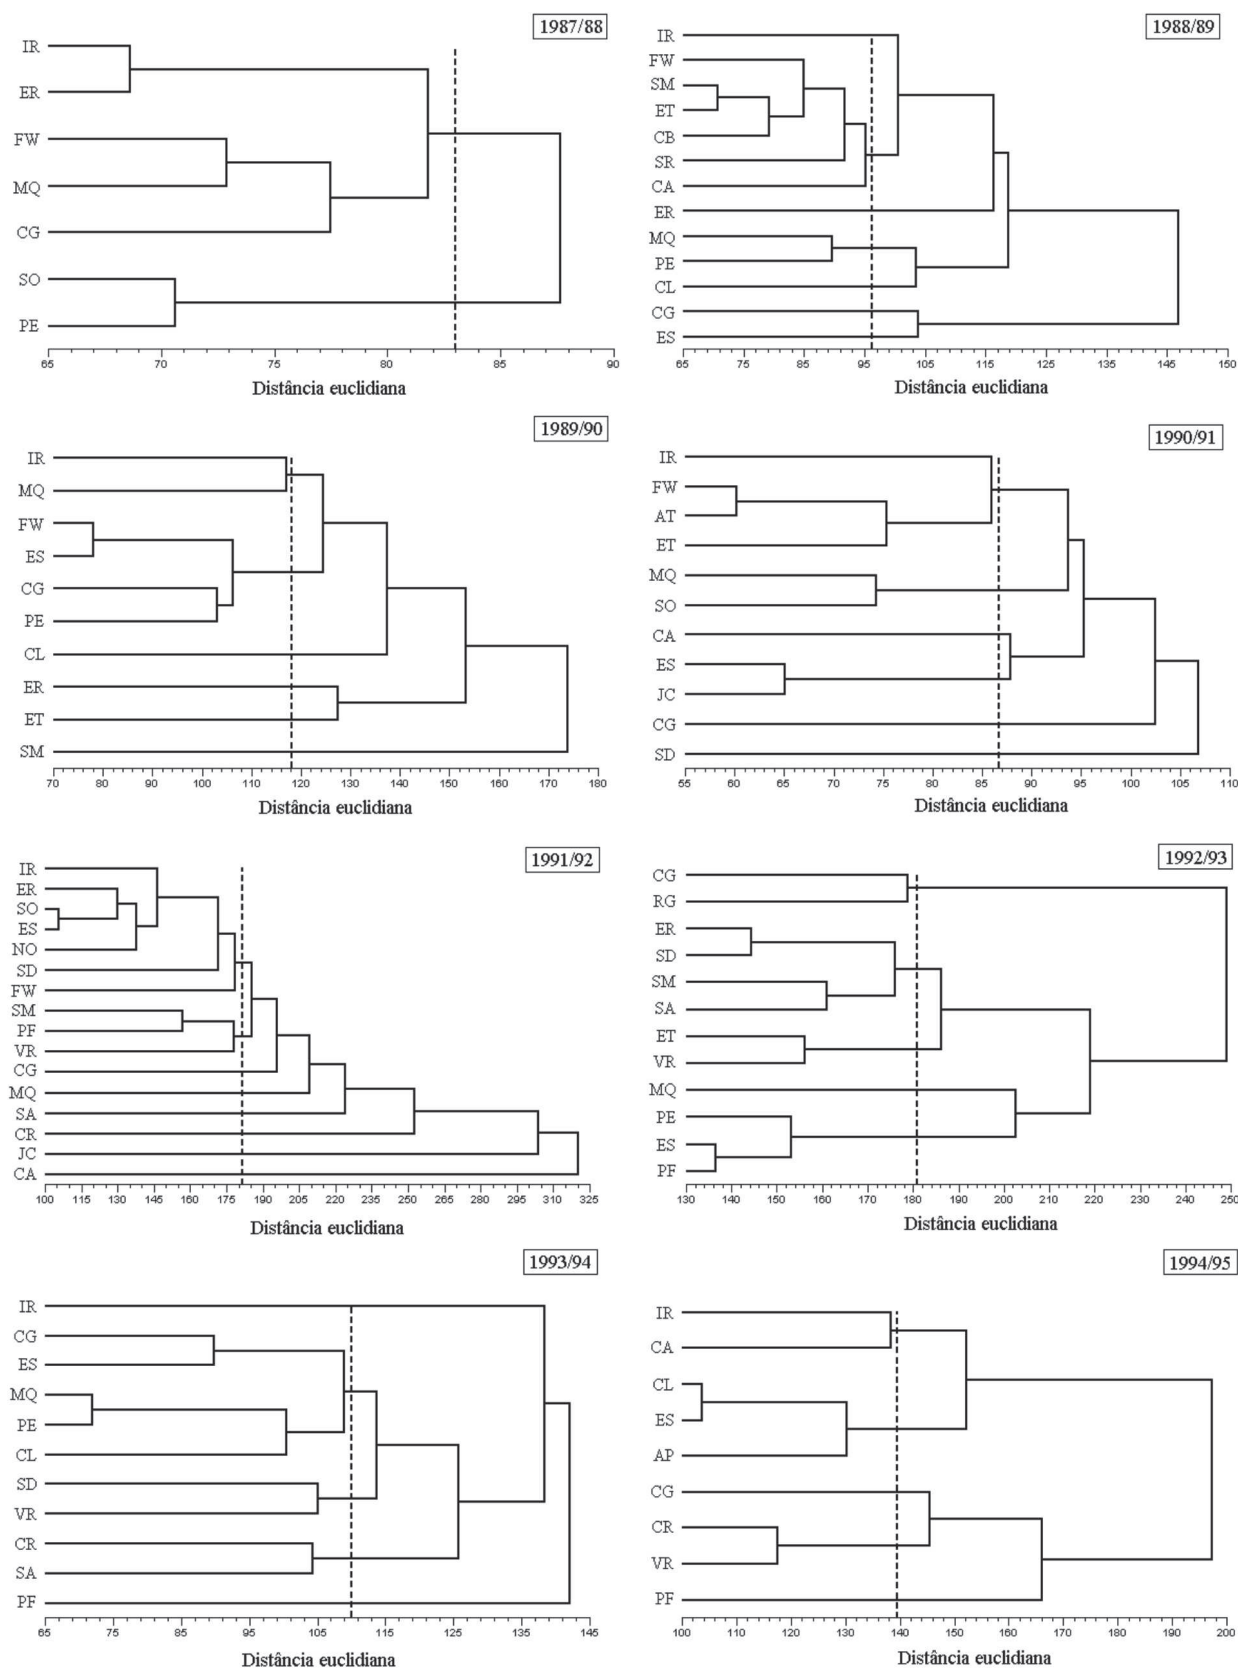 1987/88
IR
ER
FW
MQ
CG
SO
PE
65 70 75 80 85 90
Distância euclidiana
1988/89
IR
FW
SM
ET
CB
SR
CA
ER
MQ
PE
CL
CG
ES
65 75 85 95 105 115 125 135 145 150
Distância euclidiana
1989/90
IR
MQ
FW
ES
CG
PE
CL
ER
ET
SM
70 80 90 100 110 120 130 140 150 160 170 180
Distância euclidiana
1990/91
IR
FW
AT
ET
MQ
SO
CA
ES
JC
CG
SD
55 60 65 70 75 80 85 90 95 100 105 110
Distância euclidiana
1991/92
IR
ER
SO
ES
NO
SD
FW
SM
PF
VR
CG
MQ
SA
CR
JC
CA
100 115 130 145 160 175 190 205 220 235 250 265 280 295 310 325
Distância euclidiana
1992/93
CG
RG
ER
SD
SM
SA
ET
VR
MQ
PE
ES
PF
130 140 150 160 170 180 190 200 210 220 230 240 250
Distância euclidiana
1993/94
IR
CG
ES
MQ
PE
CL
SD
VR
CR
SA
PF
65 75 85 95 105 115 125 135 145
Distância euclidiana
1994/95
IR
CA
CL
ES
AP
CG
CR
VR
PF
100 110 120 130 140 150 160 170 180 190 200
Distância euclidiana